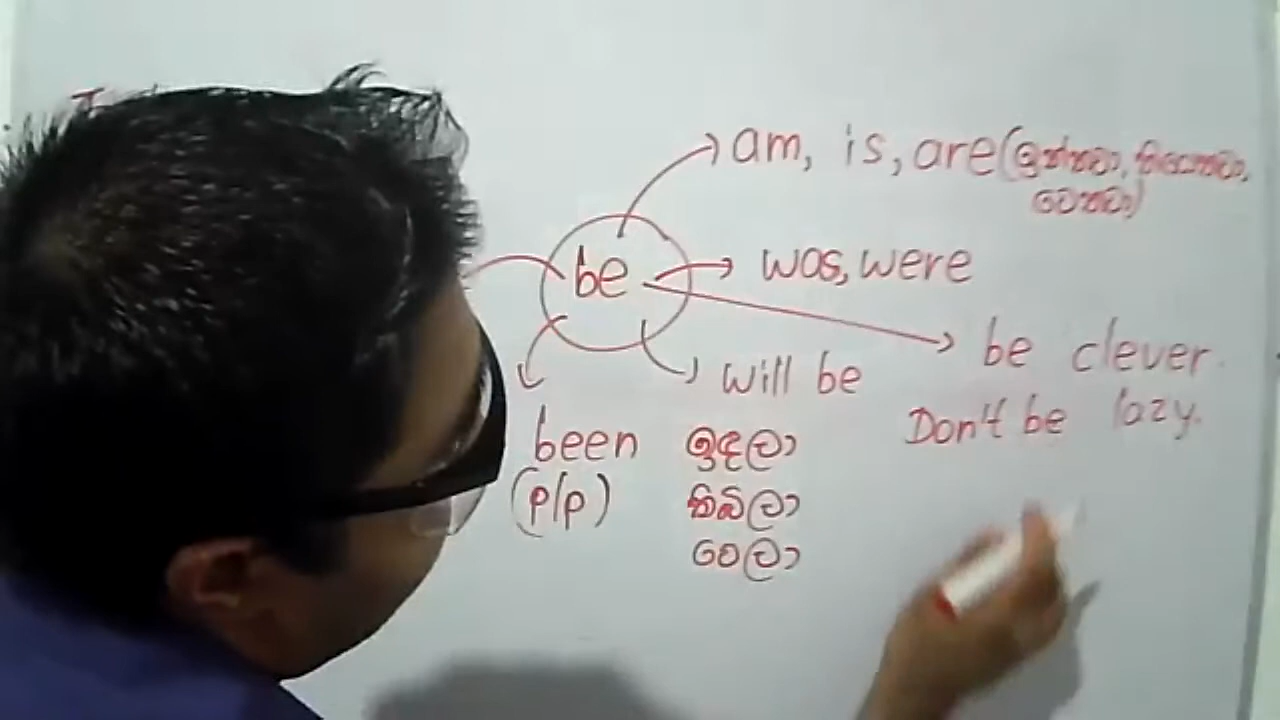 am, is, are (ඉන්නවා, තියෙනවා,
වෙනවා)
be
was, were
be clever.
will be
Don't be lazy.
been ඉඳලා
(p/p) තිබිලා
වෙලා